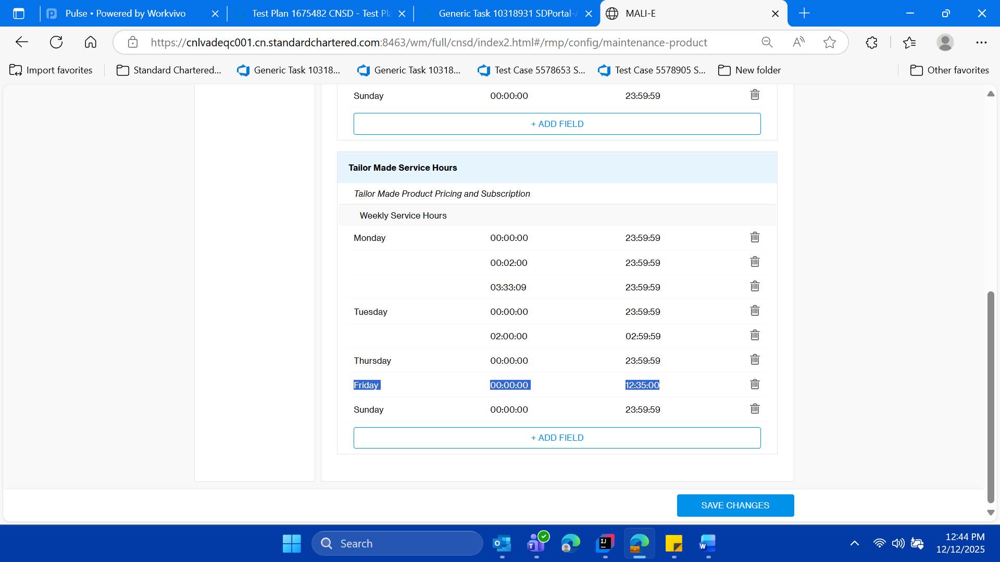 Pulse • Powered by Workvivo
Test Plan 1675482 CNSD - Test Pla
Generic Task 10318931 SDPortal-A
MALI-E
https://cnlvadeqc001.cn.standardchartered.com:8463/wm/full/cnsd/index2.html#/rmp/config/maintenance-product
Import favorites
Standard Chartered...
Generic Task 10318...
Generic Task 10318...
Test Case 5578653 S...
Test Case 5578905 S...
New folder
Other favorites
Sunday 00:00:00 23:59:59
+ ADD FIELD
Tailor Made Service Hours
Tailor Made Product Pricing and Subscription
Weekly Service Hours
Monday 00:00:00 23:59:59
00:02:00 23:59:59
03:33:09 23:59:59
Tuesday 00:00:00 23:59:59
02:00:00 02:59:59
Thursday 00:00:00 23:59:59
Friday 00:00:00 12:35:00
Sunday 00:00:00 23:59:59
+ ADD FIELD
SAVE CHANGES
Search
12:44 PM
12/12/2025